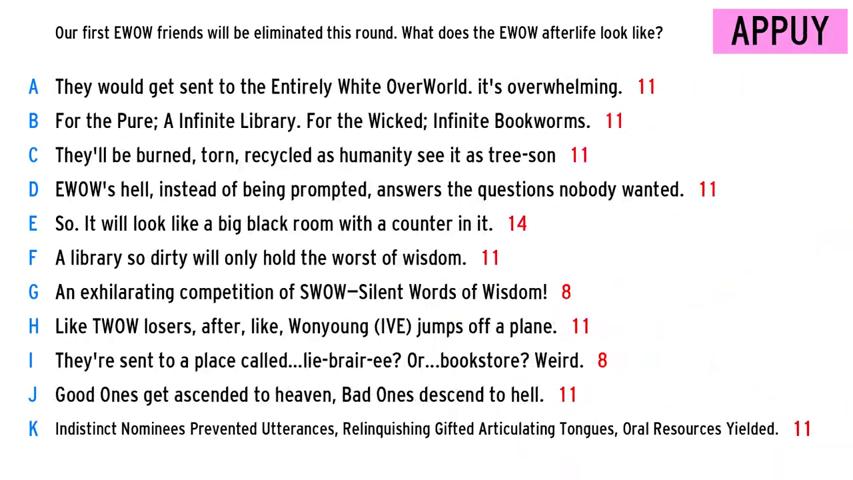 Our first EWOW friends will be eliminated this round. What does the EWOW afterlife look like?
APPUY
A They would get sent to the Entirely White OverWorld. it's overwhelming. 11
B For the Pure; A Infinite Library. For the Wicked; Infinite Bookworms. 11
C They'll be burned, torn, recycled as humanity see it as tree-son 11
D EWOW's hell, instead of being prompted, answers the questions nobody wanted. 11
E So. It will look like a big black room with a counter in it. 14
F A library so dirty will only hold the worst of wisdom. 11
G An exhilarating competition of SWOW—Silent Words of Wisdom! 8
H Like TWOW losers, after, like, Wonyoung (IVE) jumps off a plane. 11
I They're sent to a place called...lie-brair-ee? Or...bookstore? Weird. 8
J Good Ones get ascended to heaven, Bad Ones descend to hell. 11
K Indistinct Nominees Prevented Utterances, Relinquishing Gifted Articulating Tongues, Oral Resources Yielded. 11